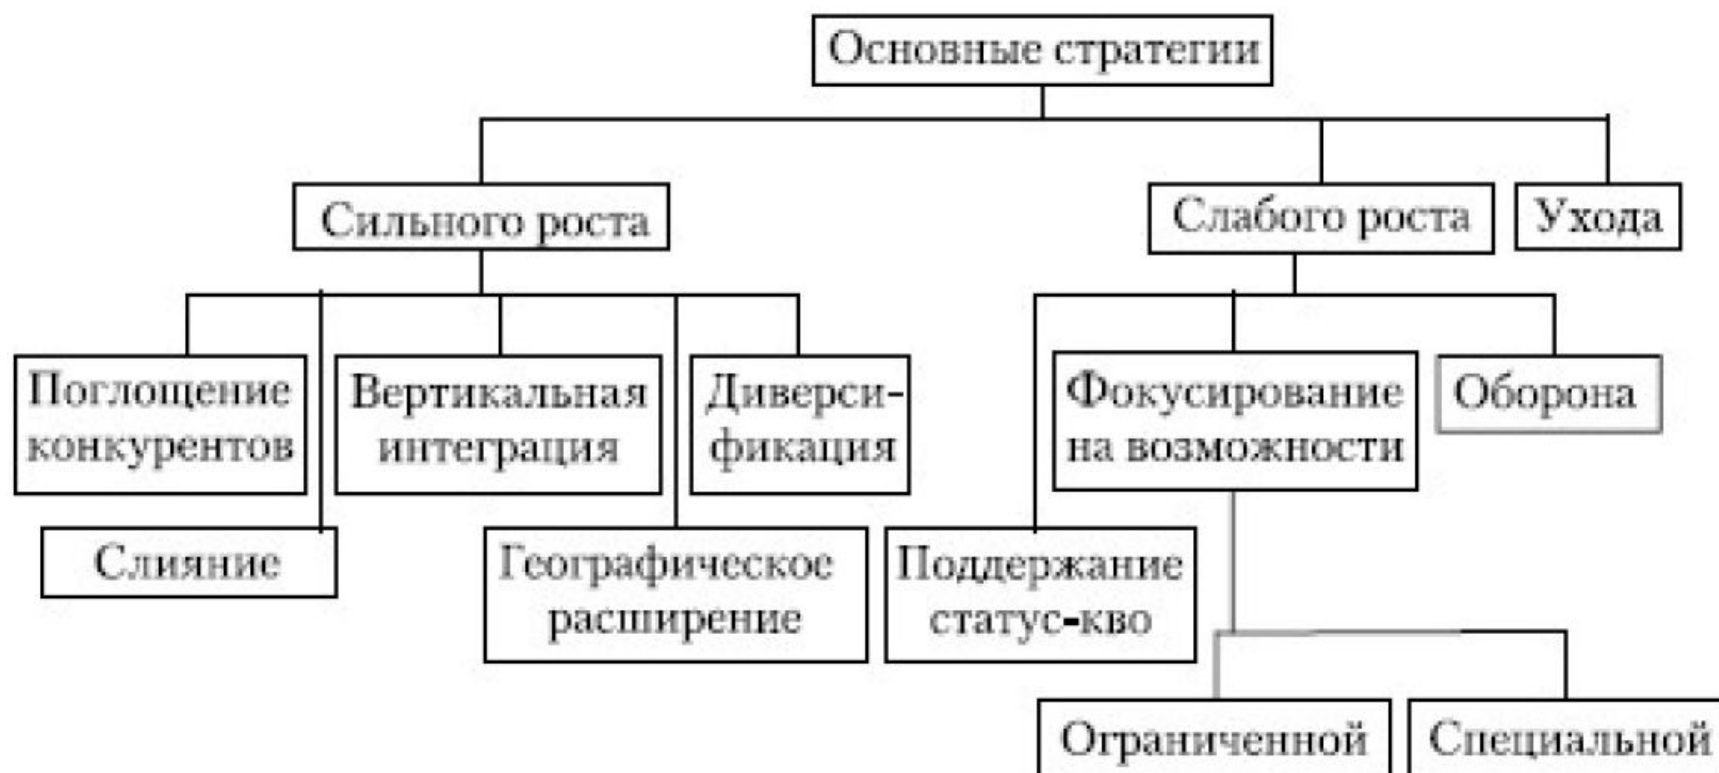 Основные стратегии
Сильного роста
Слабого роста
Ухода
Поглощение
конкурентов
Вертикальная
интеграция
Диверси-
фикация
Фокусирование
на возможности
Оборона
Слияние
Географическое
расширение
Поддержание
статус-кво
Ограниченной
Специальной